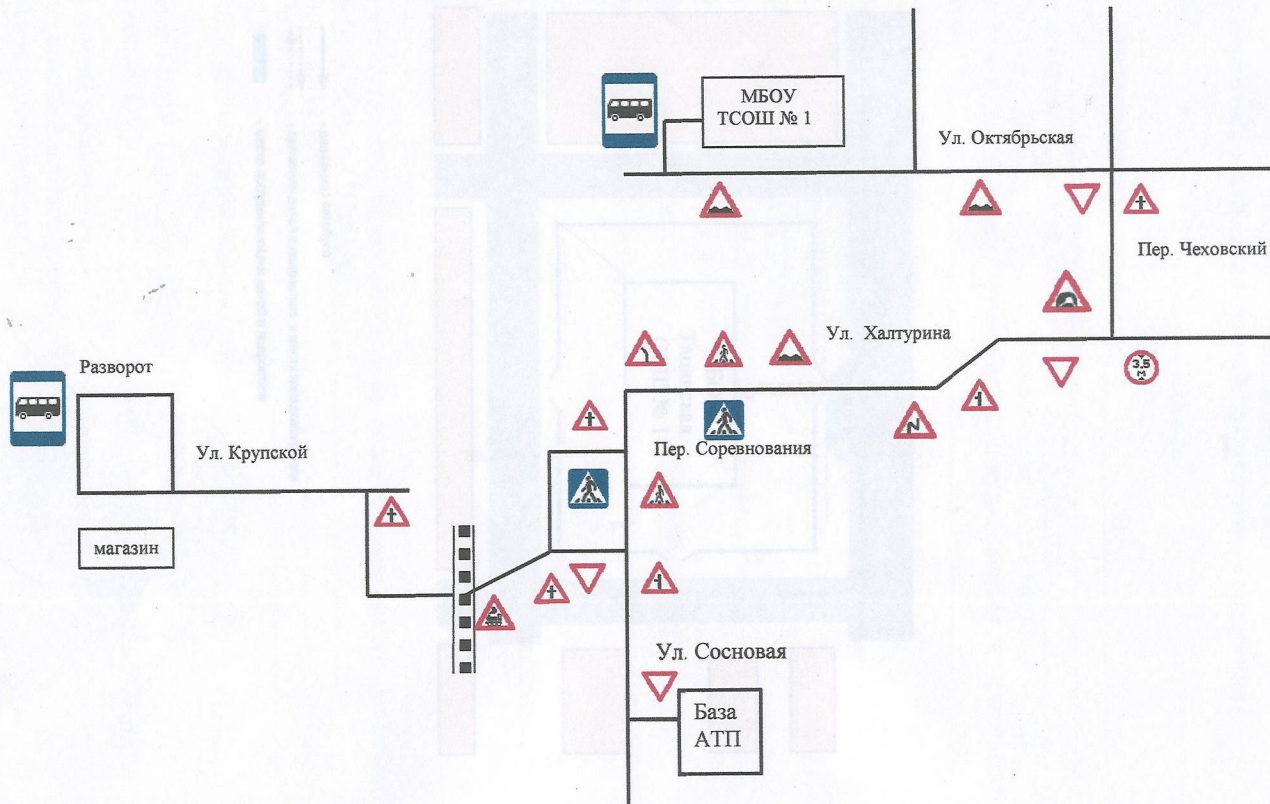 МБОУ
ТСОШ № 1
Ул. Октябрьская
Пер. Чеховский
Ул. Халтурина
3,5
М
Разворот
Ул. Крупской
Пер. Соревнования
магазин
Ул. Сосновая
База
АТП